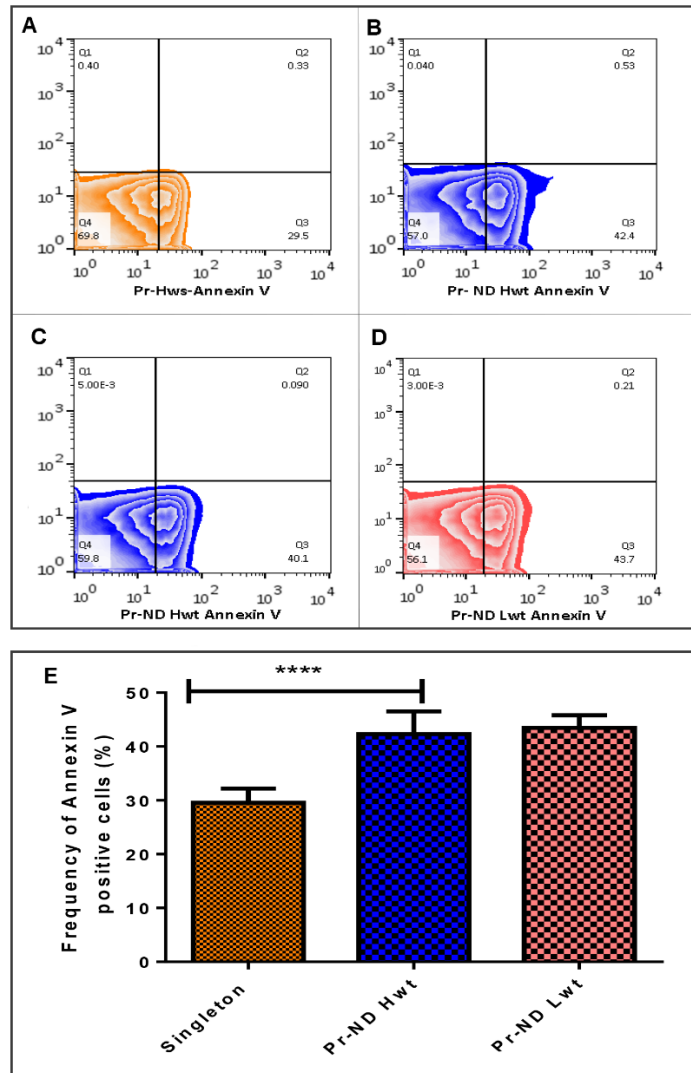 A
Q1
0.40
Q2
0.33
10^4
10^3
10^2
10^1
10^0
Q4
69.8
Q3
29.5
10^0 10^1 10^2 10^3 10^4
Pr-Hws-Annexin V
B
Q1
0.040
Q2
0.53
10^4
10^3
10^2
10^1
10^0
Q4
57.0
Q3
42.4
10^0 10^1 10^2 10^3 10^4
Pr- ND Hwt Annexin V
C
Q1
5.00E-3
Q2
0.090
10^4
10^3
10^2
10^1
10^0
Q4
59.8
Q3
40.1
10^0 10^1 10^2 10^3 10^4
Pr-ND Hwt Annexin V
D
Q1
3.00E-3
Q2
0.21
10^4
10^3
10^2
10^1
10^0
Q4
56.1
Q3
43.7
10^0 10^1 10^2 10^3 10^4
Pr-ND Lwt Annexin V
E
****
Frequency of Annexin V
positive cells (%)
50
40
30
20
10
0
Singleton
Pr-ND Hwt
Pr-ND Lwt